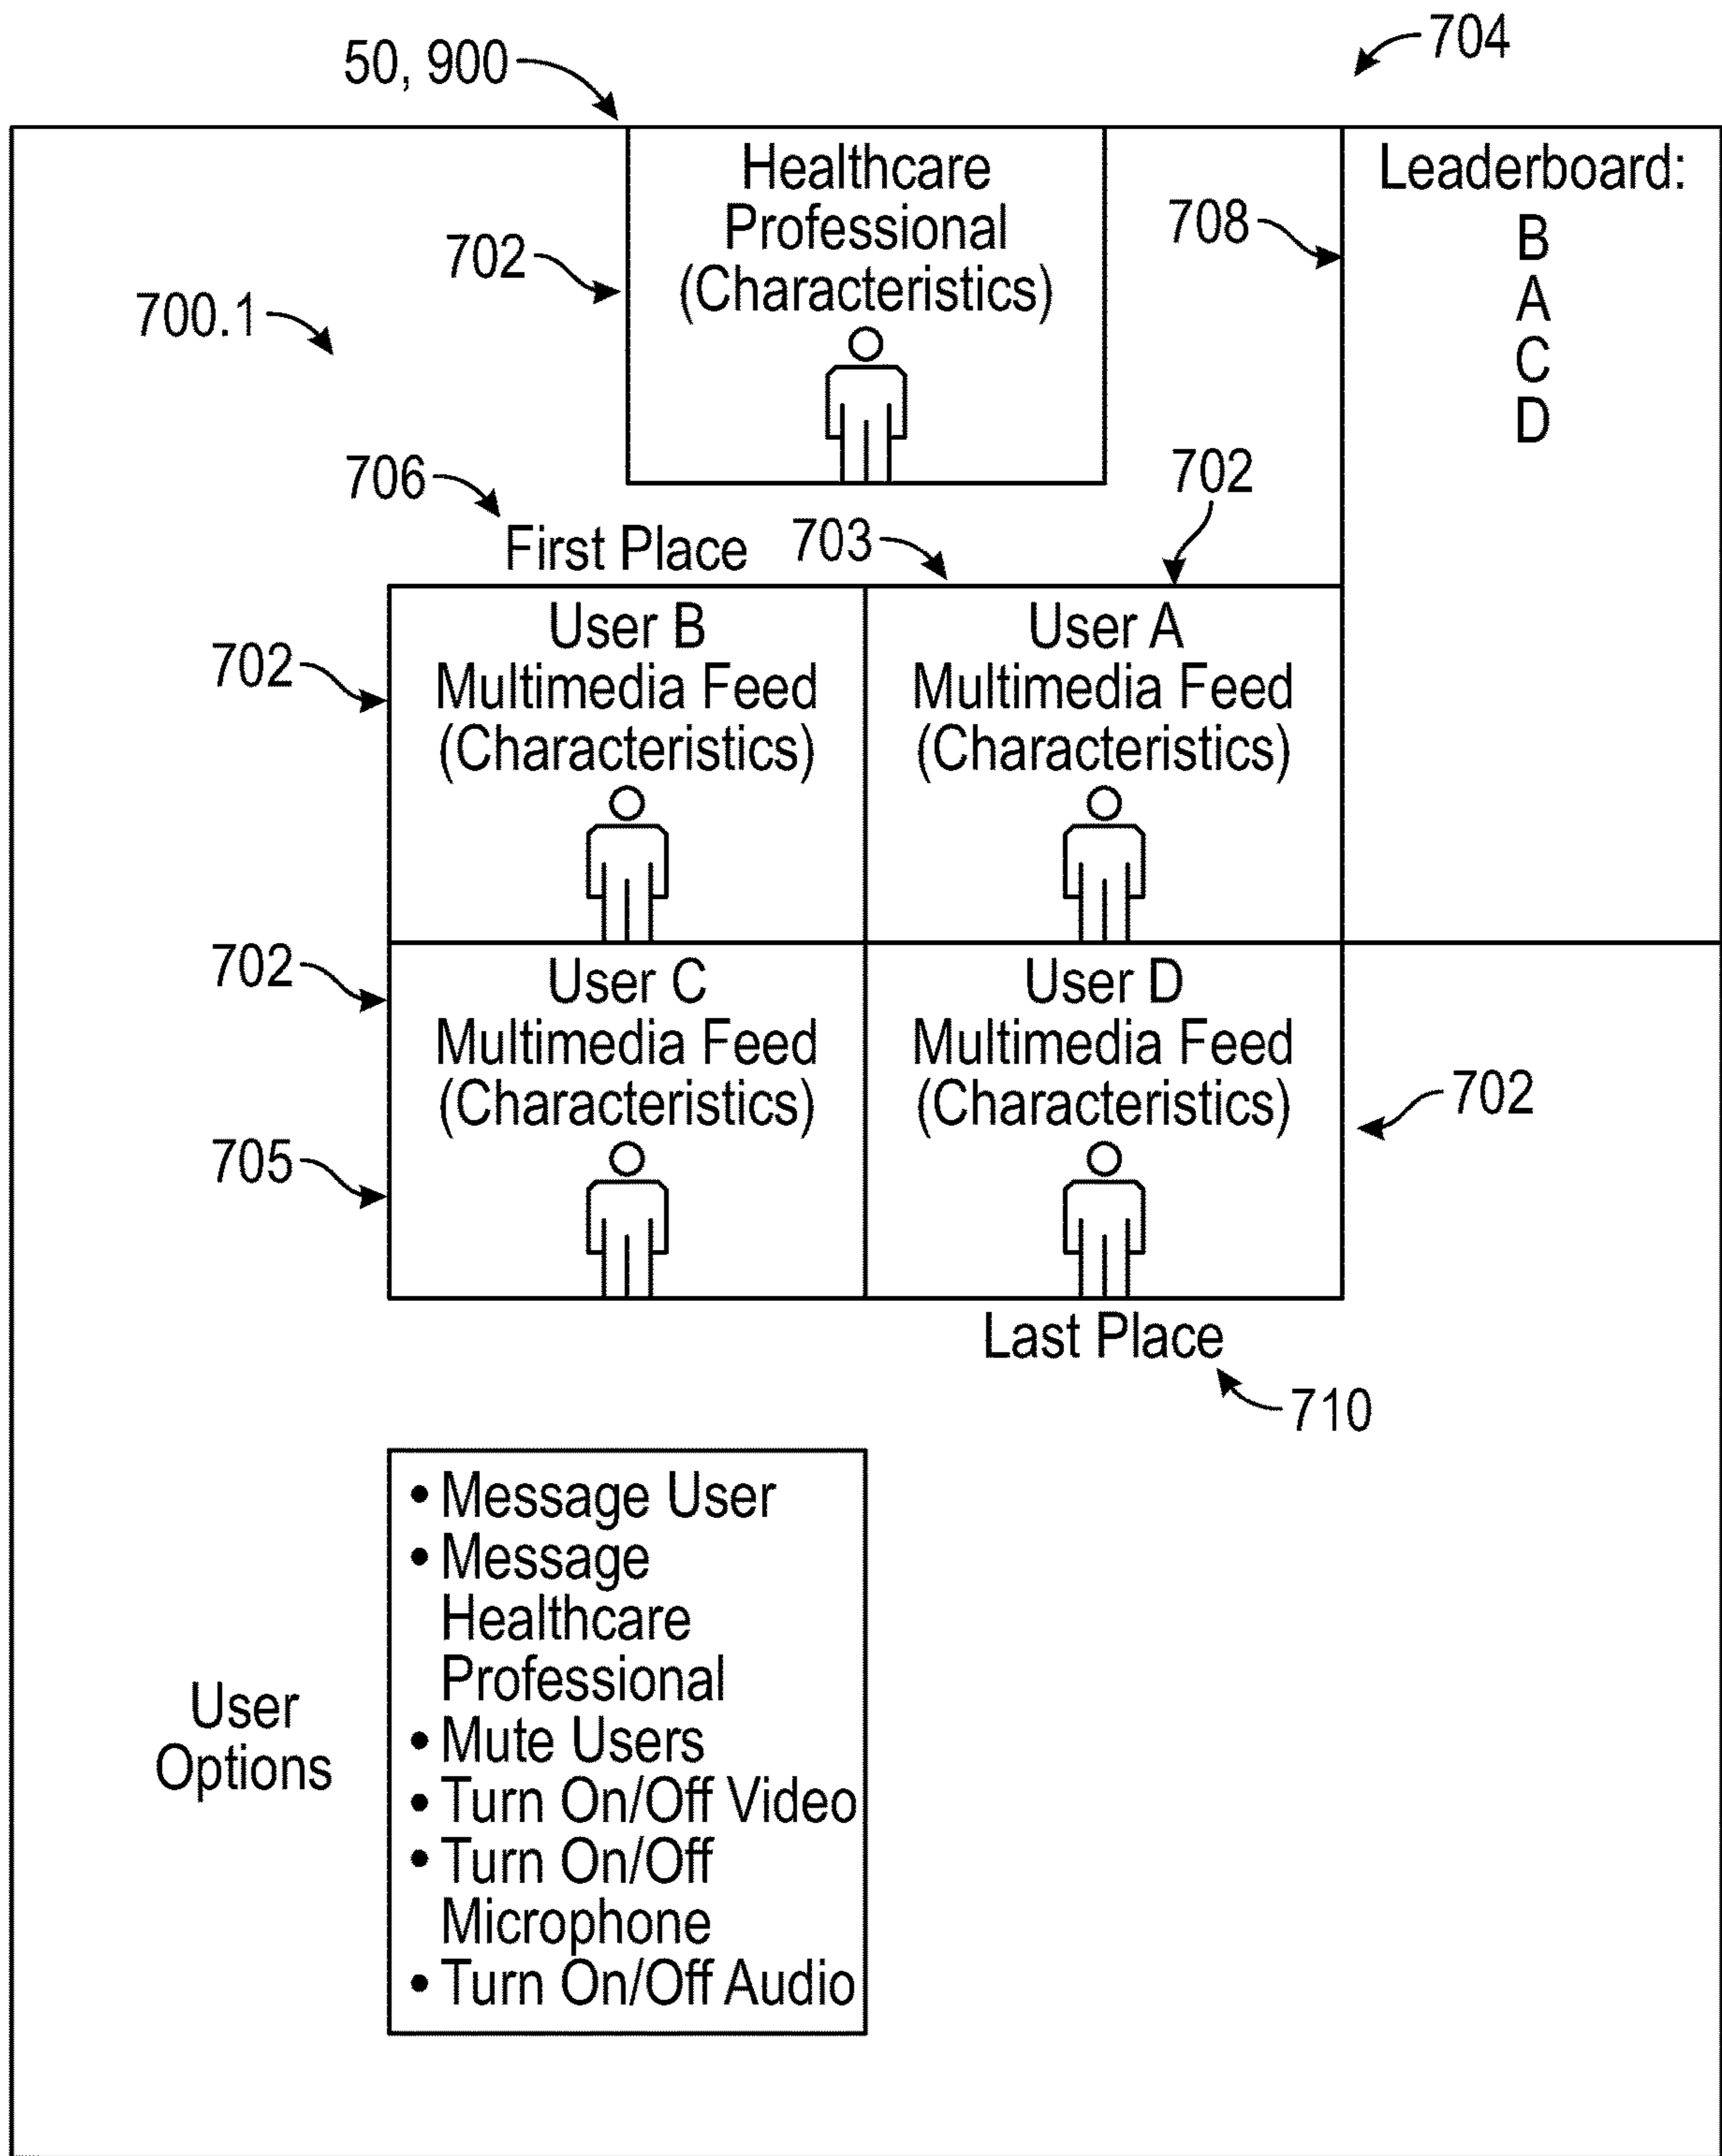 704
50, 900
Healthcare
Professional
(Characteristics)
702
700.1
708
Leaderboard:
B
A
C
D
706
First Place
703
702
User B
Multimedia Feed
(Characteristics)
702
User A
Multimedia Feed
(Characteristics)
702
User C
Multimedia Feed
(Characteristics)
705
User D
Multimedia Feed
(Characteristics)
702
Last Place
710
User
Options
• Message User
• Message
Healthcare
Professional
• Mute Users
• Turn On/Off Video
• Turn On/Off
Microphone
• Turn On/Off Audio